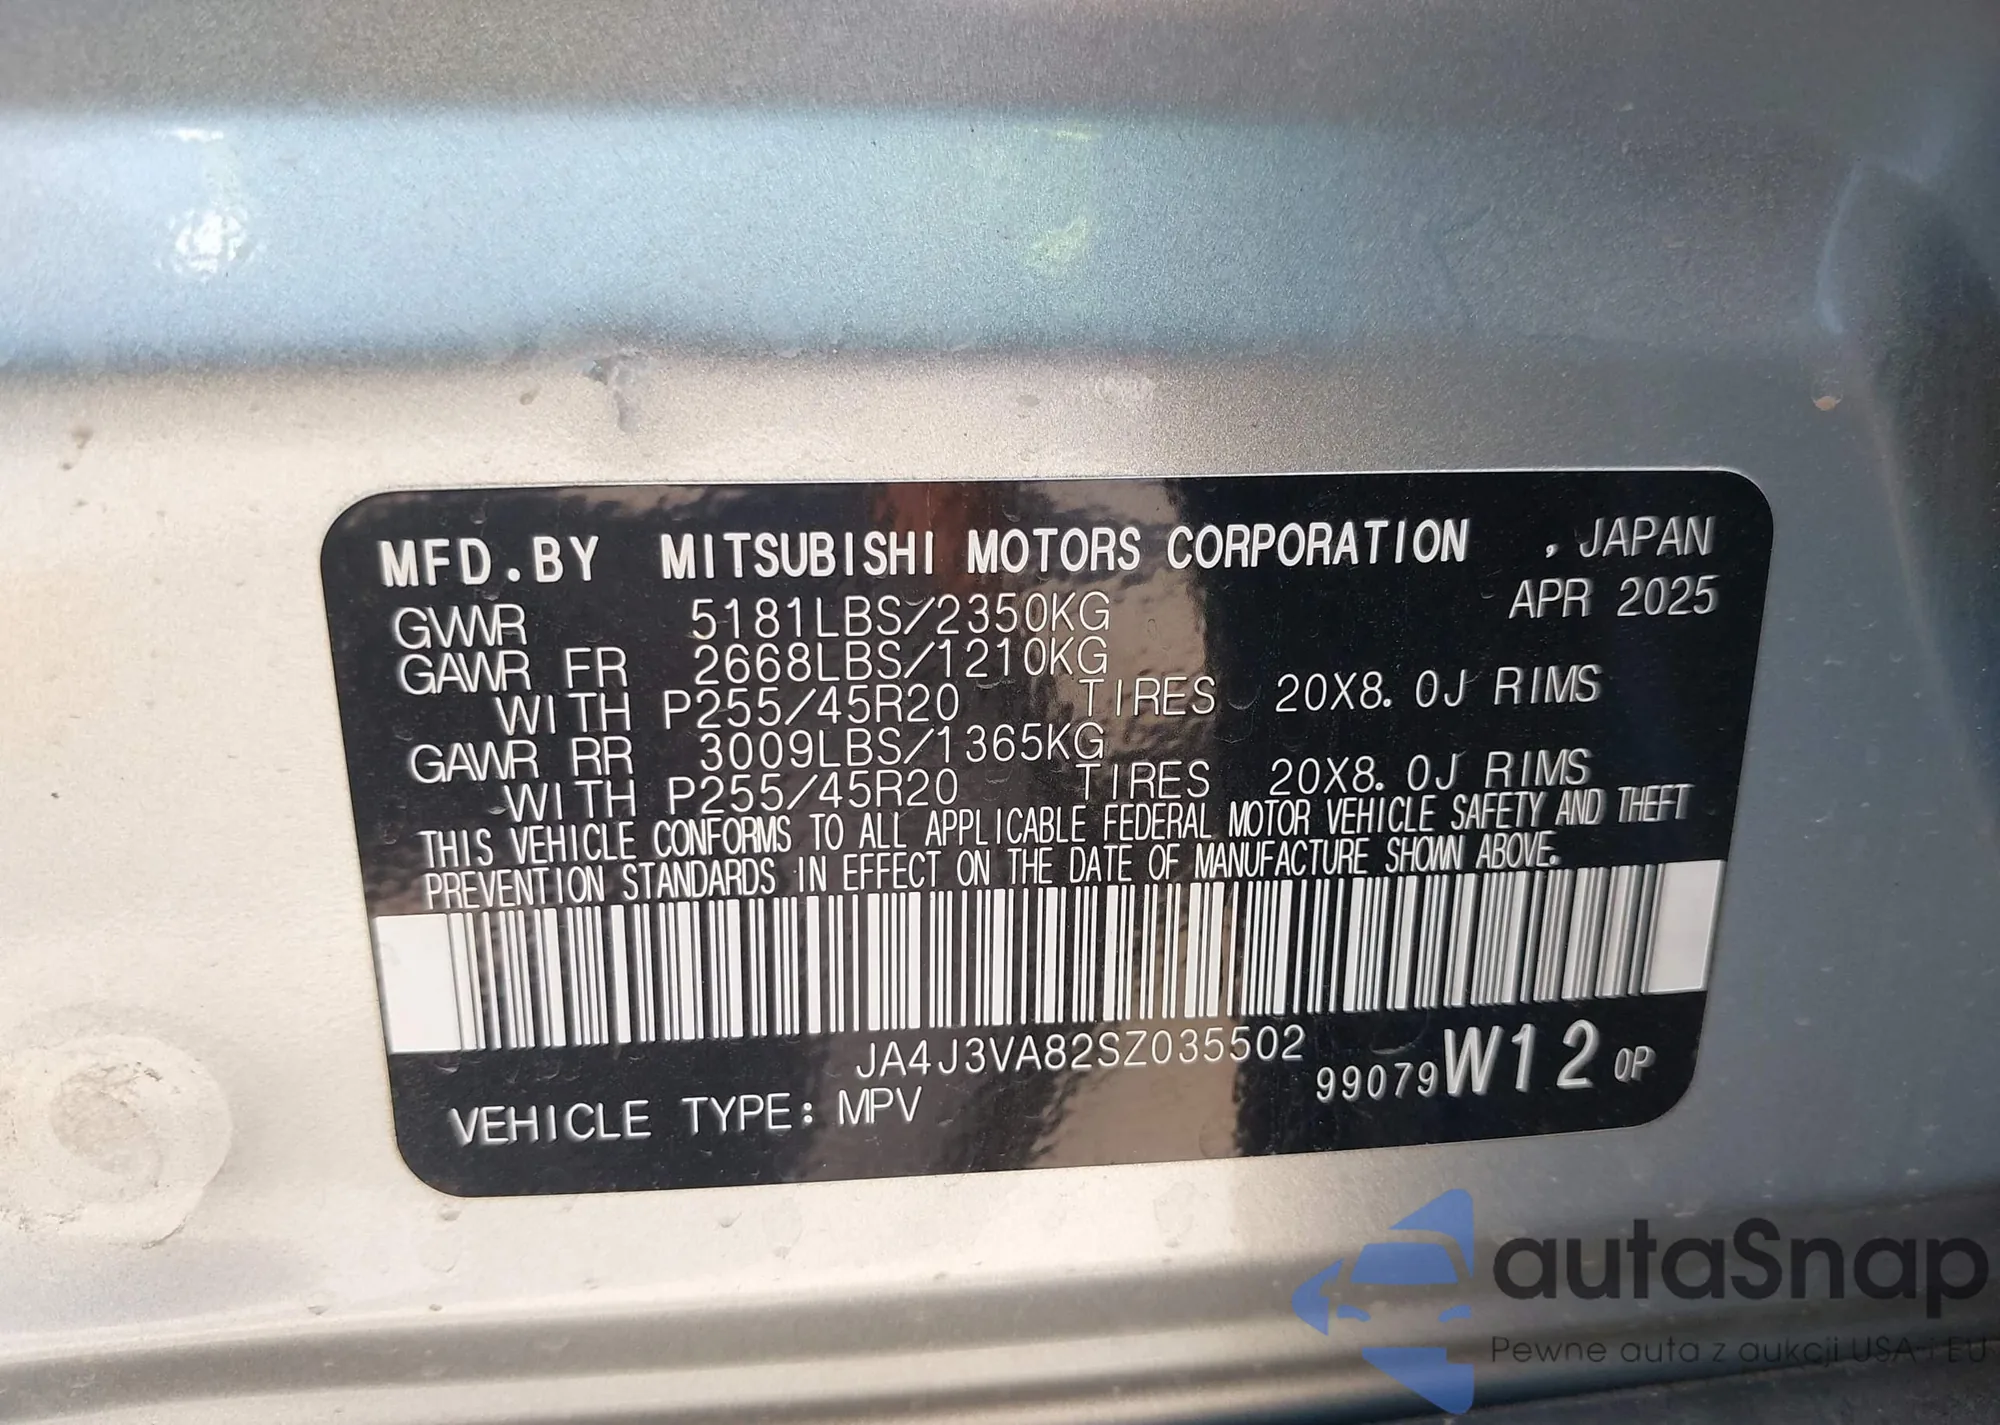 MFD.BY MITSUBISHI MOTORS CORPORATION , JAPAN
GVWR 5181LBS/2350KG APR 2025
GAWR FR 2668LBS/1210KG
WITH P255/45R20 TIRES 20X8.0J RIMS
GAWR RR 3009LBS/1365KG
WITH P255/45R20 TIRES 20X8.0J RIMS
THIS VEHICLE CONFORMS TO ALL APPLICABLE FEDERAL MOTOR VEHICLE SAFETY AND THEFT
PREVENTION STANDARDS IN EFFECT ON THE DATE OF MANUFACTURE SHOWN ABOVE.
JA4J3VA82SZ035502
99079W12 0P
VEHICLE TYPE: MPV
autaSnap
Pewne auta z aukcji USA i EU